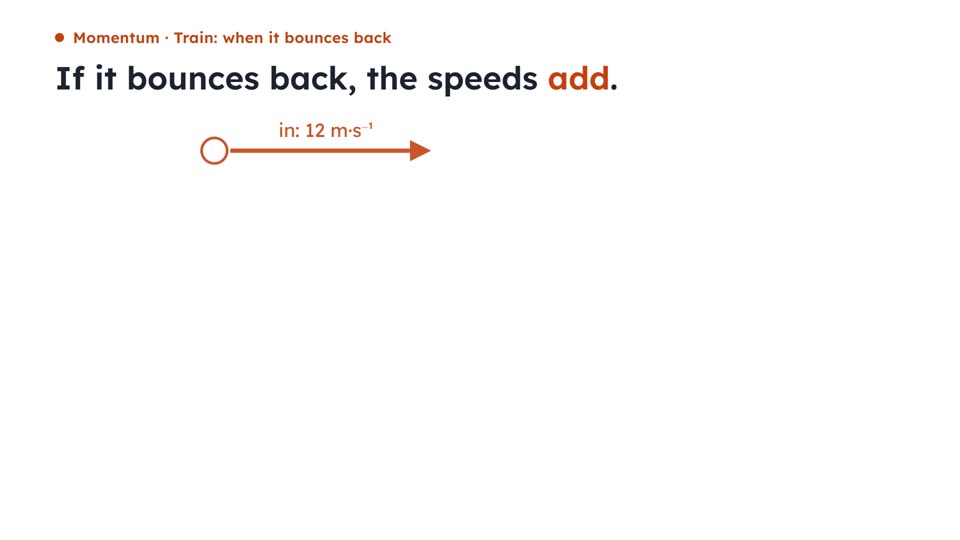 Momentum · Train: when it bounces back
If it bounces back, the speeds add.
in: 12 m·s⁻¹